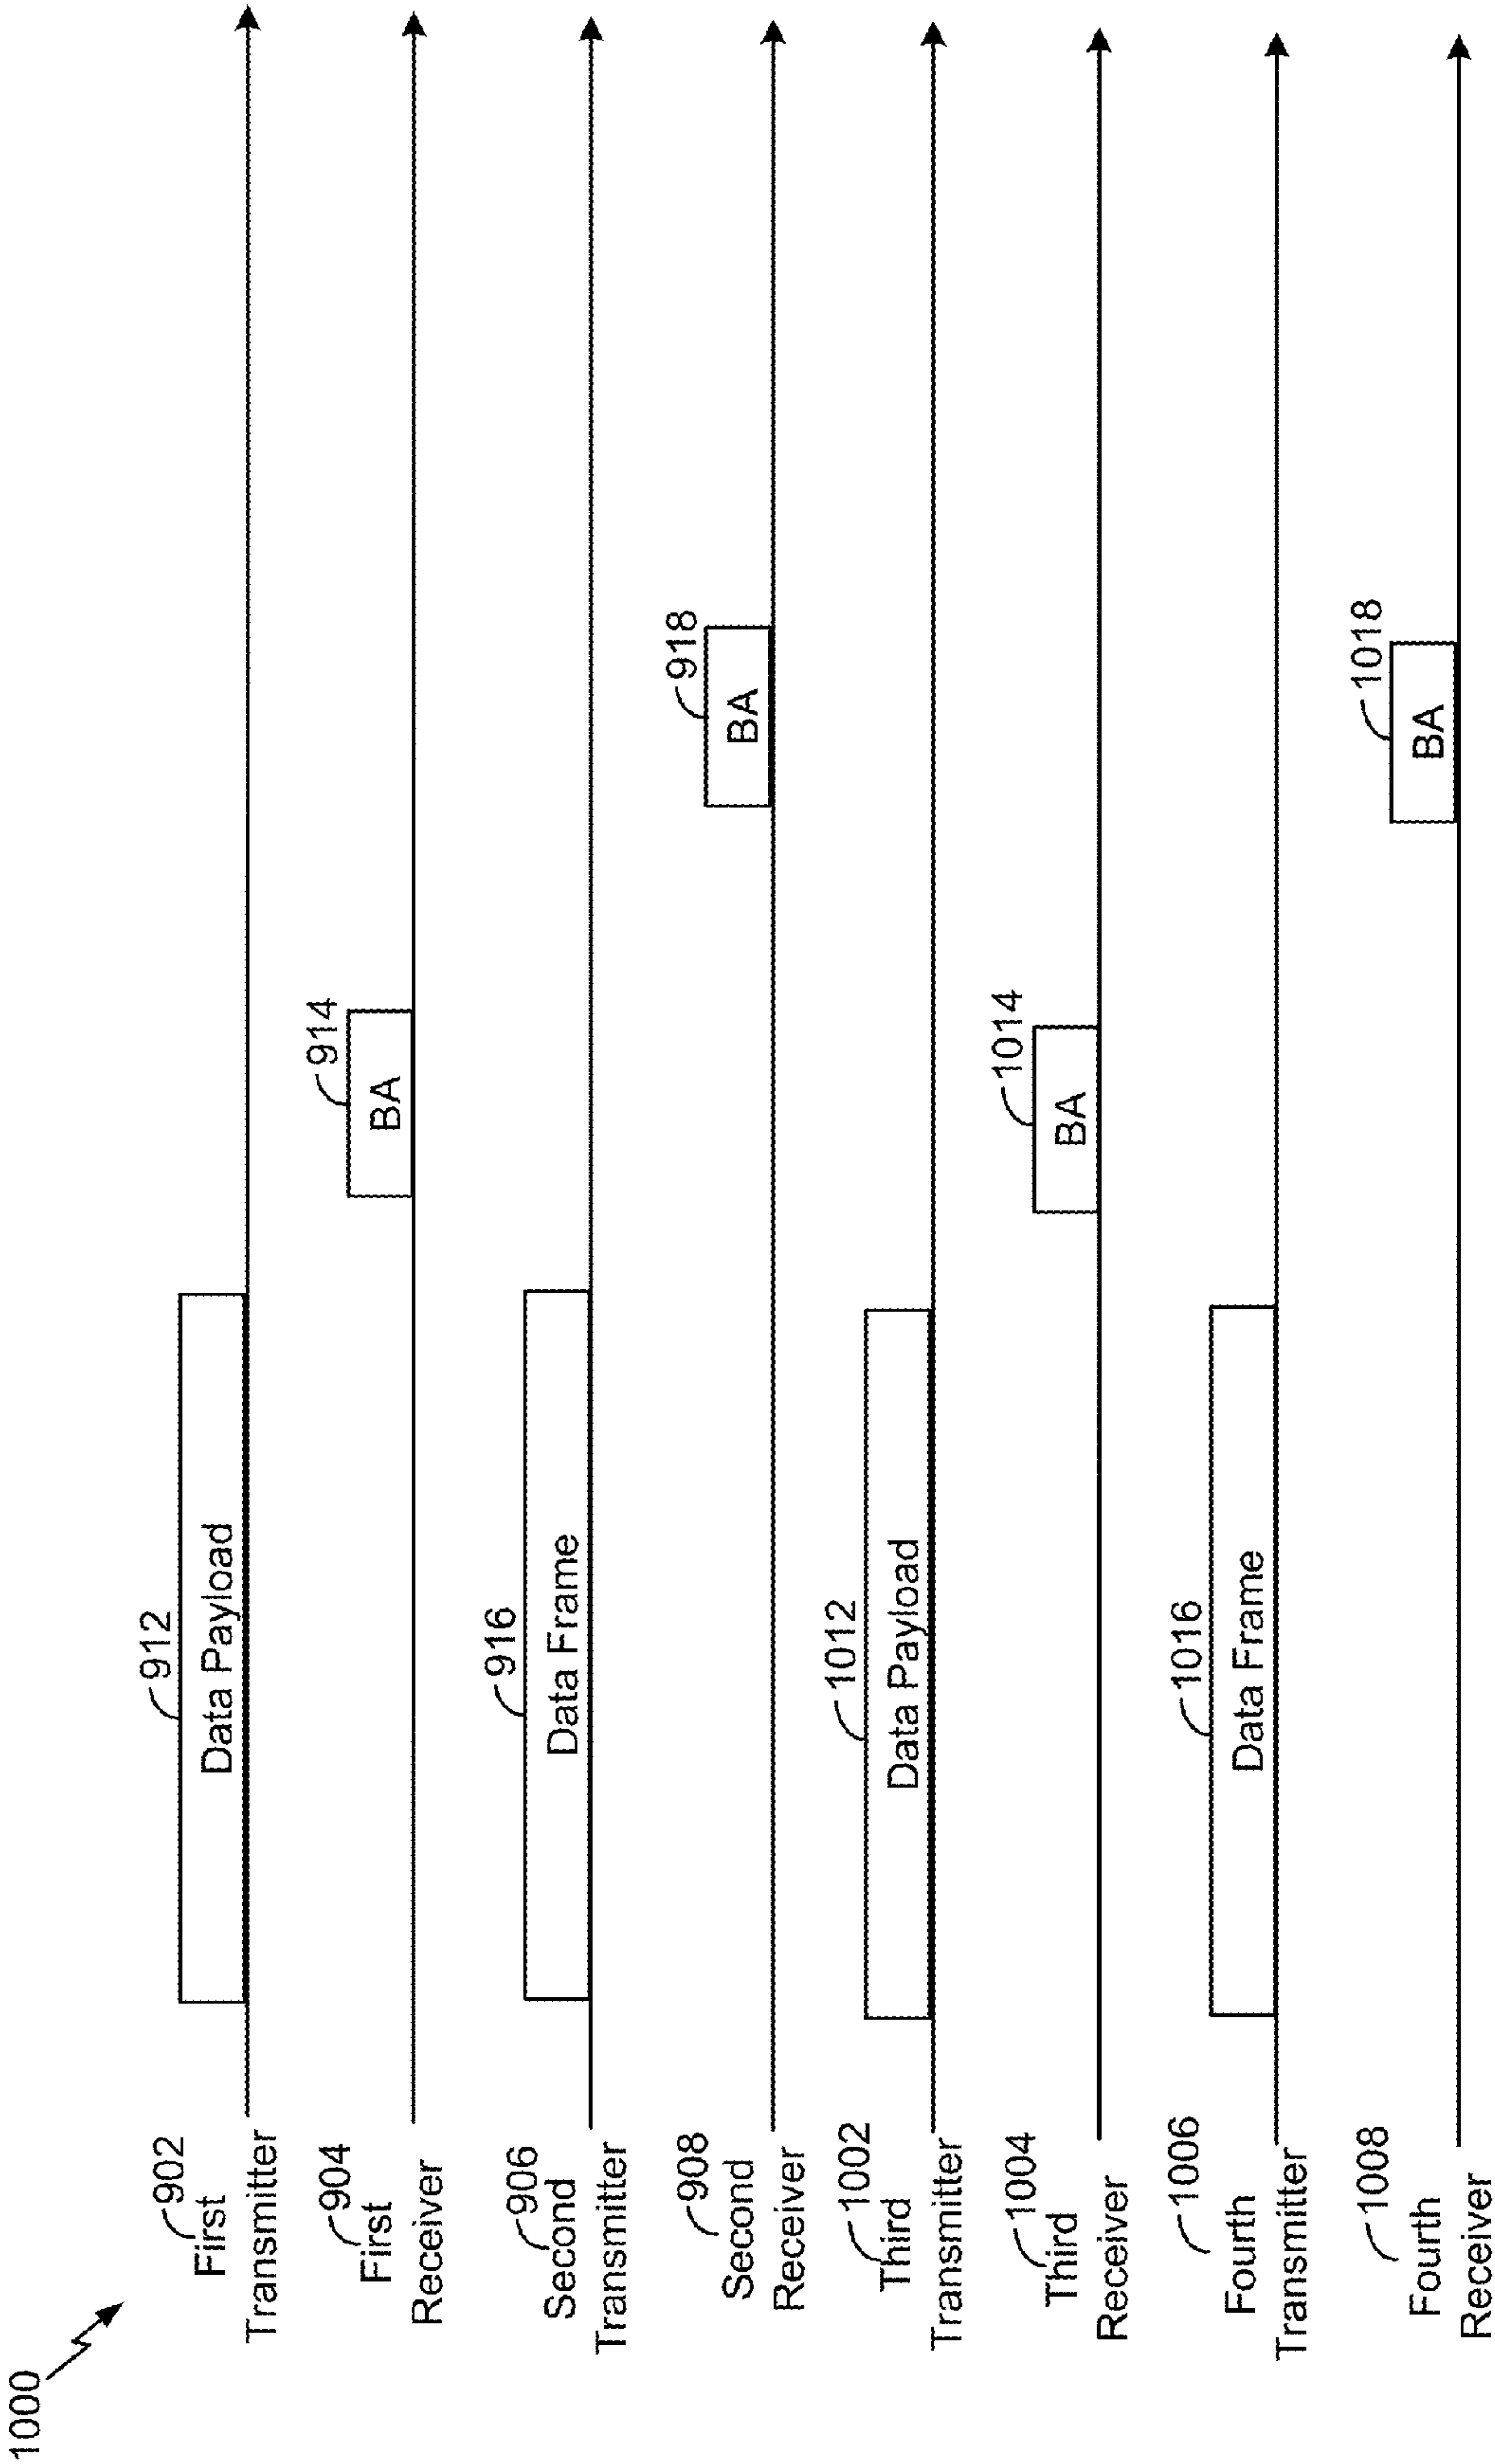 1000
902
First
Transmitter
912
Data Payload
904
First
Receiver
914
BA
906
Second
Transmitter
916
Data Frame
908
Second
Receiver
918
BA
1002
Third
Transmitter
1012
Data Payload
1004
Third
Receiver
1014
BA
1006
Fourth
Transmitter
1016
Data Frame
1008
Fourth
Receiver
1018
BA